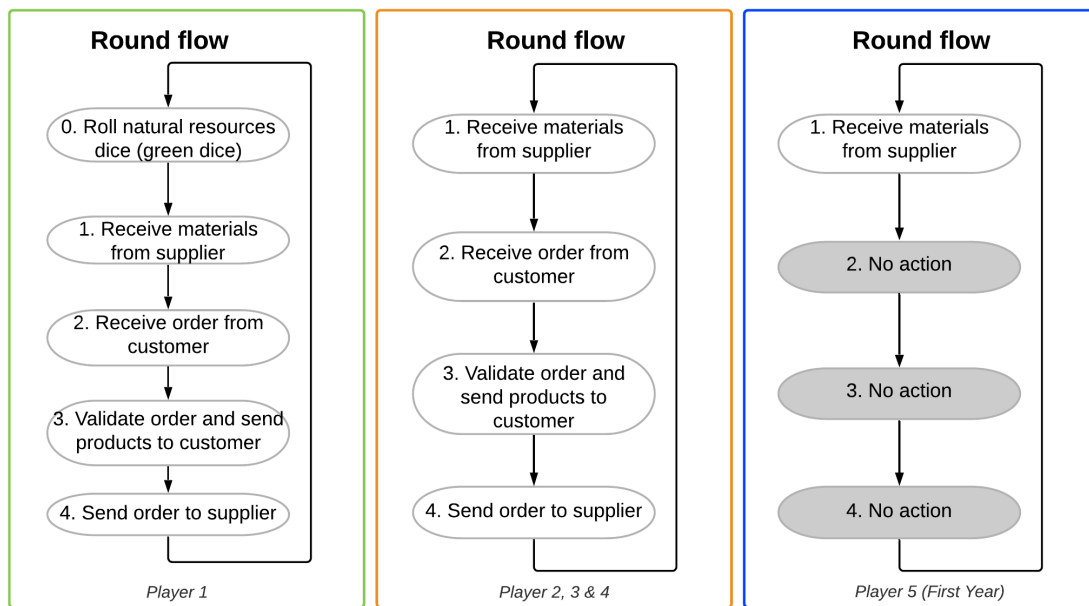 Round flow
0. Roll natural resources
dice (green dice)
1. Receive materials
from supplier
2. Receive order from
customer
3. Validate order and send
products to customer
4. Send order to supplier
Player 1
Round flow
1. Receive materials
from supplier
2. Receive order from
customer
3. Validate order and
send products to
customer
4. Send order to supplier
Player 2, 3 & 4
Round flow
1. Receive materials
from supplier
2. No action
3. No action
4. No action
Player 5 (First Year)